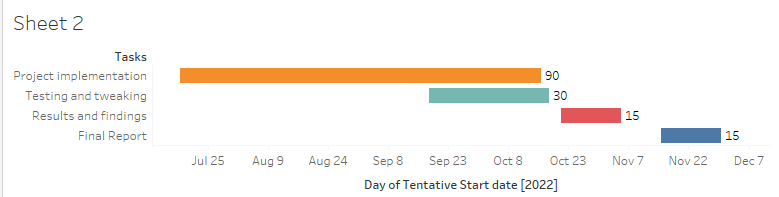 Sheet 2
Tasks
Project implementation 90
Testing and tweaking 30
Results and findings 15
Final Report 15
Jul 25 Aug 9 Aug 24 Sep 8 Sep 23 Oct 8 Oct 23 Nov 7 Nov 22 Dec 7
Day of Tentative Start date [2022]